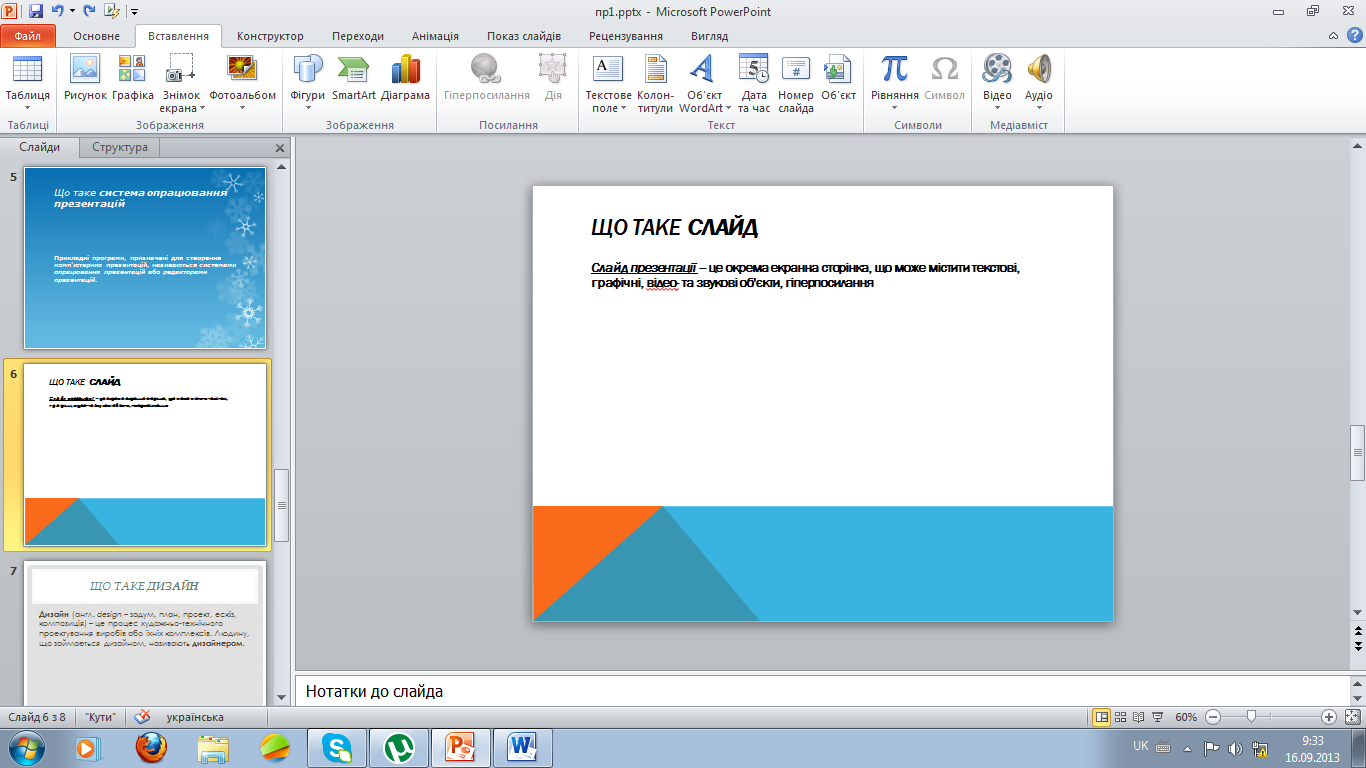 пр1.pptx - Microsoft PowerPoint
Файл Основне Вставлення Конструктор Переходи Анімація Показ слайдів Рецензування Вигляд
Таблиця Рисунок Графіка Знімок екрана Фотоальбом Фігури SmartArt Діаграма Гіперпосилання Дія Текстове поле Колон-титули Об'єкт WordArt Дата та час Номер слайда Об'єкт Рівняння Символ Відео Аудіо
Таблиці Зображення Зображення Посилання Текст Символи Медіавміст
Слайди Структура
5
Що таке система опрацювання
презентацій
Прикладні програми, призначені для створення
комп'ютерних презентацій, називаються системами
опрацювання презентацій або редакторами
презентацій.
6
ЩО ТАКЕ СЛАЙД
7
ЩО ТАКЕ ДИЗАЙН
Дизайн (англ. design – задум, план, проект, ескіз,
композиція) – це процес художньо-технічного
проектування виробів або їхніх комплексів. Людину,
що займається дизайном, називають дизайнером.
ЩО ТАКЕ СЛАЙД
Слайд презентації – це окрема екранна сторінка, що може містити текстові,
графічні, відео- та звукові об'єкти, гіперпосилання
Нотатки до слайда
Слайд 6 з 8 "Кути" українська 60%
UK 9:33
16.09.2013